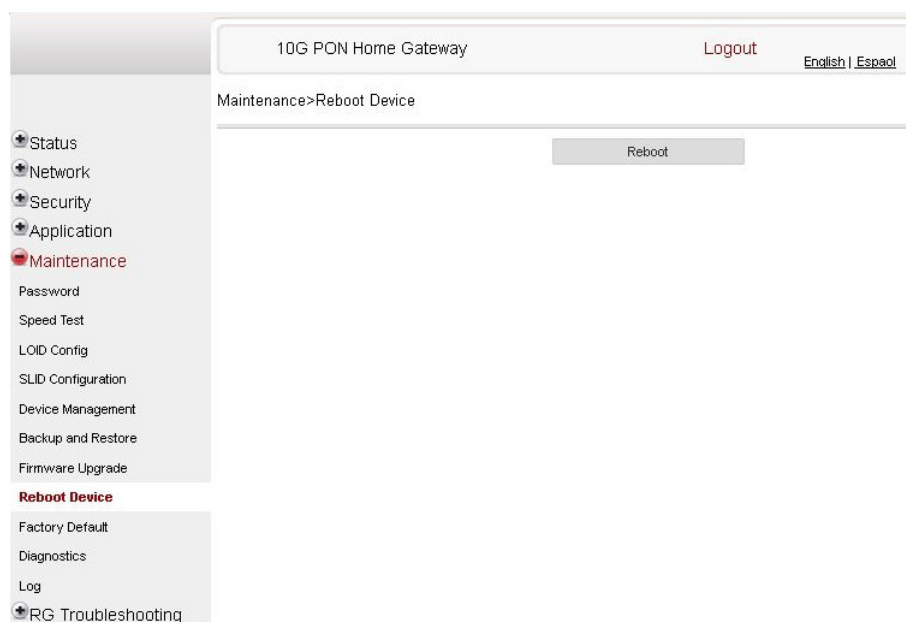 10G PON Home Gateway
Logout
English | Espaol
Maintenance>Reboot Device
Status
Network
Security
Application
Maintenance
Password
Speed Test
LOID Config
SLID Configuration
Device Management
Backup and Restore
Firmware Upgrade
Reboot Device
Factory Default
Diagnostics
Log
RG Troubleshooting
Reboot